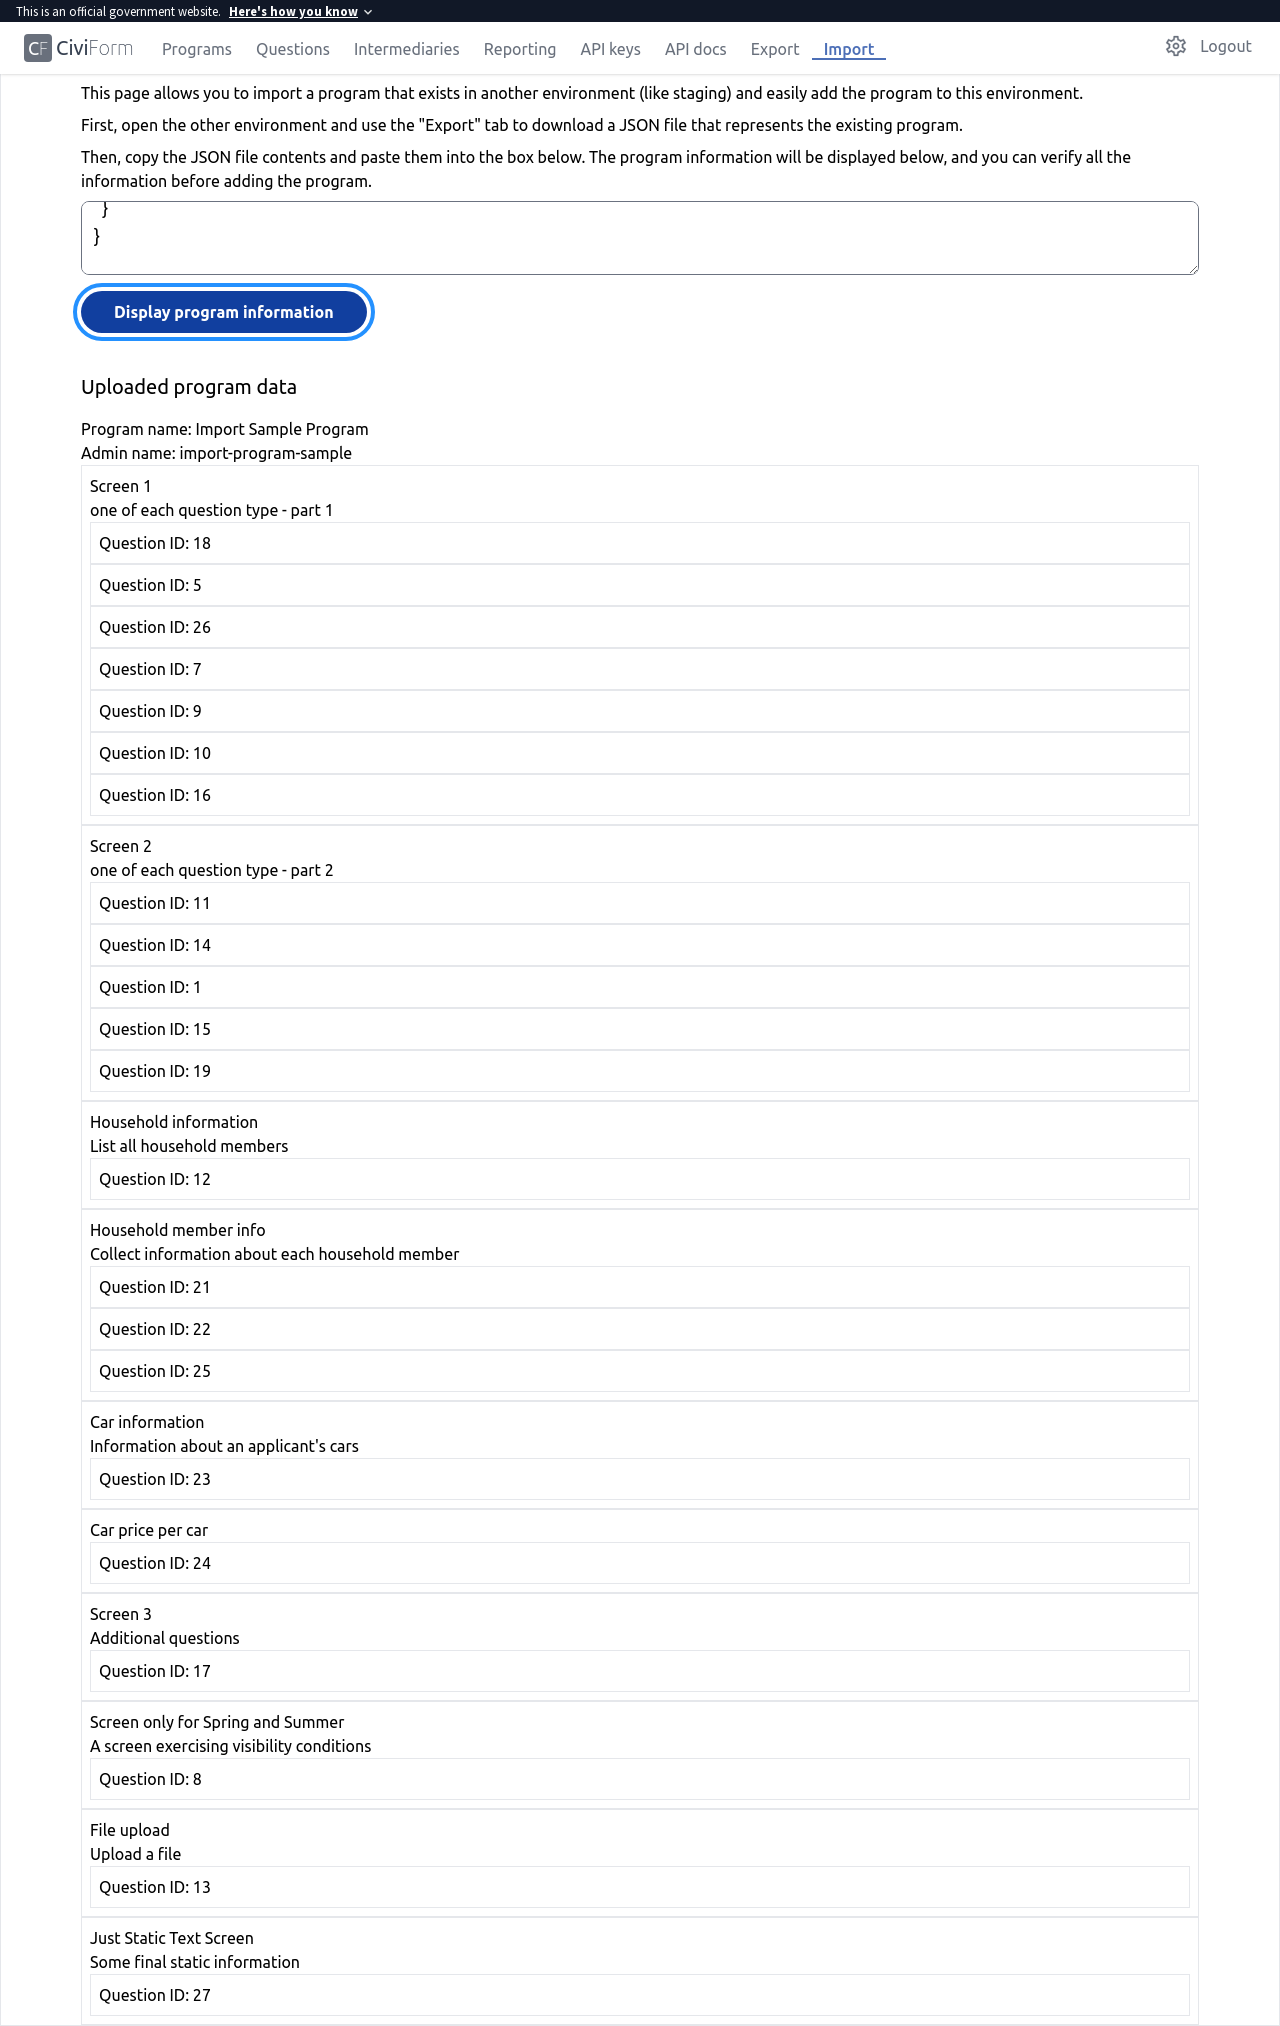 This is an official government website. Here's how you know
CF CiviForm Programs Questions Intermediaries Reporting API keys API docs Export Import Logout
This page allows you to import a program that exists in another environment (like staging) and easily add the program to this environment.
First, open the other environment and use the "Export" tab to download a JSON file that represents the existing program.
Then, copy the JSON file contents and paste them into the box below. The program information will be displayed below, and you can verify all the
information before adding the program.
}
}
Display program information
Uploaded program data
Program name: Import Sample Program
Admin name: import-program-sample
Screen 1
one of each question type - part 1
Question ID: 18
Question ID: 5
Question ID: 26
Question ID: 7
Question ID: 9
Question ID: 10
Question ID: 16
Screen 2
one of each question type - part 2
Question ID: 11
Question ID: 14
Question ID: 1
Question ID: 15
Question ID: 19
Household information
List all household members
Question ID: 12
Household member info
Collect information about each household member
Question ID: 21
Question ID: 22
Question ID: 25
Car information
Information about an applicant's cars
Question ID: 23
Car price per car
Question ID: 24
Screen 3
Additional questions
Question ID: 17
Screen only for Spring and Summer
A screen exercising visibility conditions
Question ID: 8
File upload
Upload a file
Question ID: 13
Just Static Text Screen
Some final static information
Question ID: 27